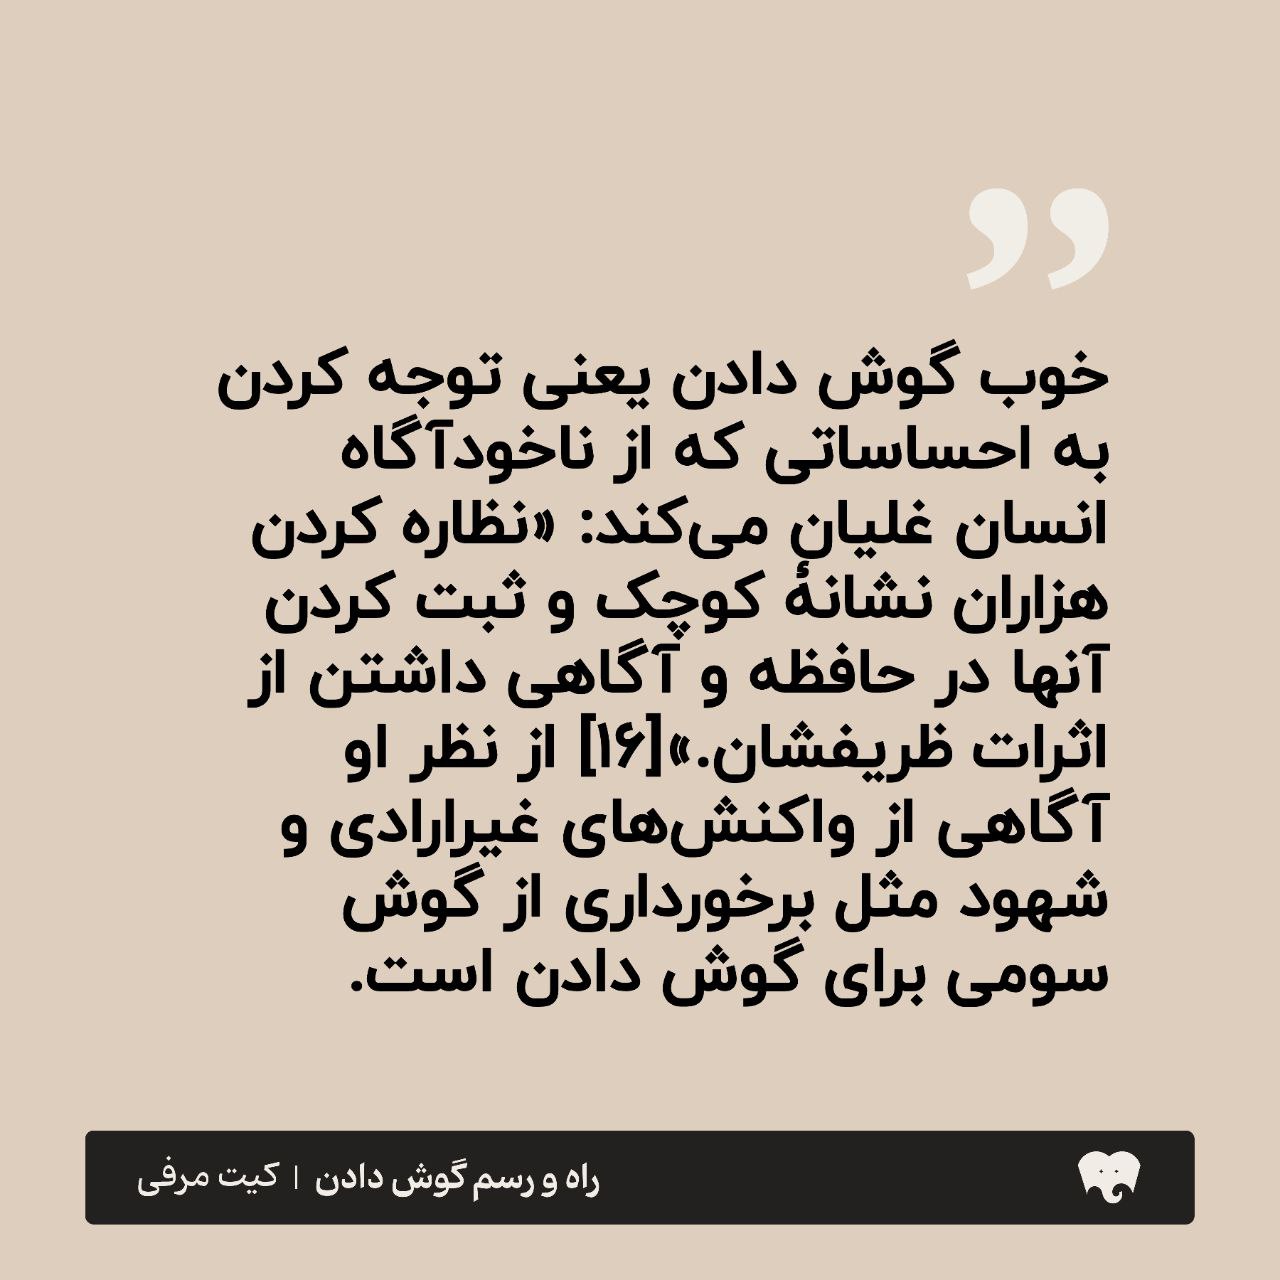 ”
خوب گوش دادن یعنی توجه کردن
به احساساتی که از ناخودآگاه
انسان غلیان می‌کند: «نظاره کردن
هزاران نشانهٔ کوچک و ثبت کردن
آنها در حافظه و آگاهی داشتن از
اثرات ظریفشان.»[۱۶] از نظر او
آگاهی از واکنش‌های غیرارادی و
شهود مثل برخورداری از گوش
سومی برای گوش دادن است.
راه و رسم گوش دادن | کیت مرفی